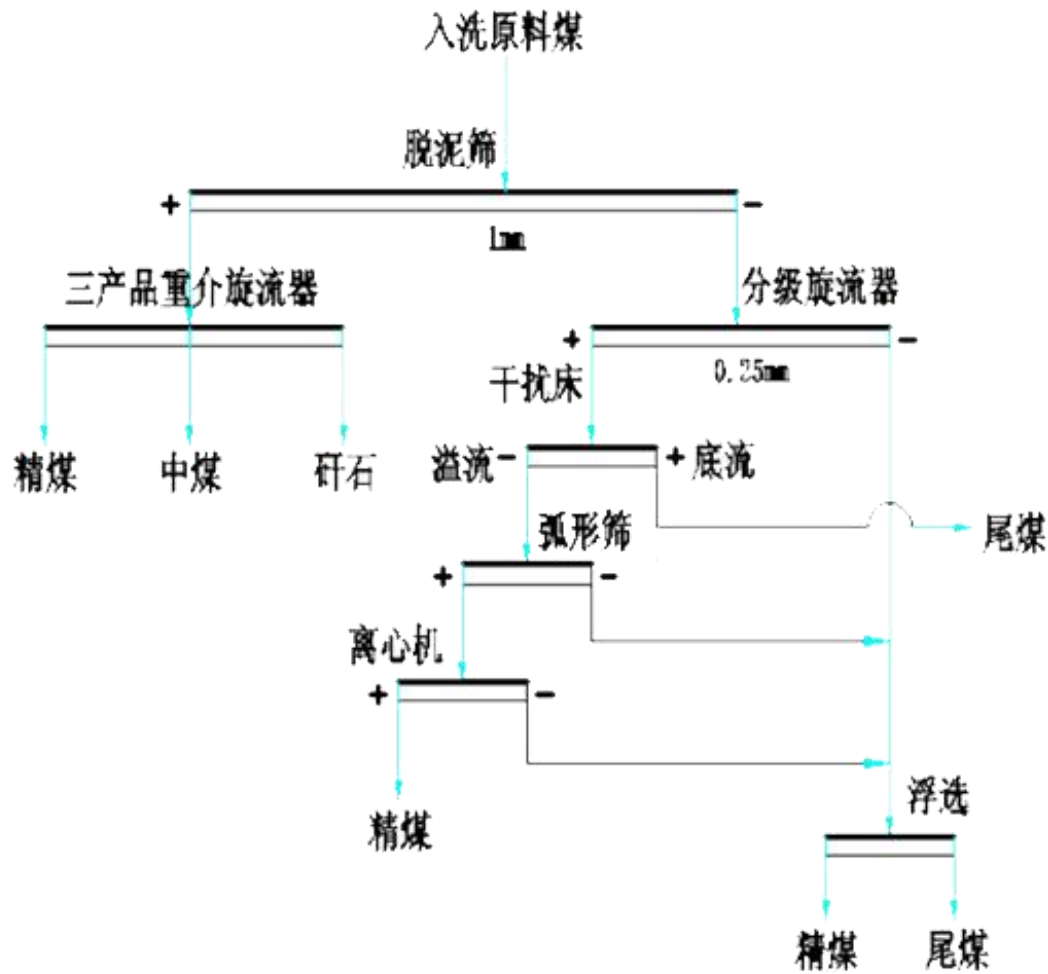 入洗原料煤
脱泥筛
+ -
1mm
三产品重介旋流器 分级旋流器
+ -
0.25mm
干扰床
精煤 中煤 矸石 溢流 - + 底流
弧形筛 尾煤
+ -
离心机
+ -
浮选
精煤
精煤 尾煤